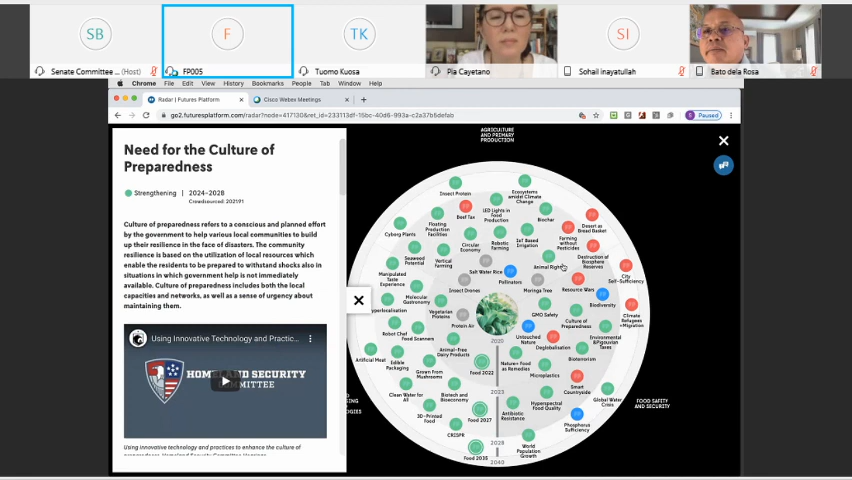 SB
F
TK
SI
Senate Committee ... (Host)
FP005
Tuomo Kuosa
Pia Cayetano
Sohail inayatullah
Bato dela Rosa
Chrome File Edit View History Bookmarks People Tab Window Help
Radar | Futures Platform
Cisco Webex Meetings
Paused
Need for the Culture of
Preparedness
Strengthening | 2024-2028
Crowdsourced: 2021
Culture of preparedness refers to a conscious and planned effort
by the government to help various local communities to build
up their resilience in the face of disasters. The community
resilience is based on the utilization of local resources which
enable the residents to be prepared to withstand shocks also in
situations in which government help is not immediately
available. Culture of preparedness includes both the local
capacities and networks, as well as a sense of urgency about
maintaining them.
Using Innovative Technology and Practic...
HOMELAND SECURITY
COMMITTEE
Using innovative technology and practices to enhance the culture of
AGRICULTURE
AND PRIMARY
PRODUCTION
Insect Protein
Ecosystems
amidst Climate
Change
Beef Tax
LED Lights in
Food
Production
Biochar
Desert as
Bread Basket
Cyborg Plants
Floating
Production
Facilities
Farming
without
Pesticides
Circular
Economy
Robotic
Farming
IoT Based
Irrigation
Seaweed
Potential
Vertical
Farming
Destruction of
Biosphere
Reserves
Salt Water Rice
Animal Rights
City
Self-Sufficiency
Manipulated
Taste
Experience
Insect Drones
Pollinators
Moringa Tree
Resource Wars
Molecular
Gastronomy
Biodiversity
Hyperlocalisation
Vegetarian
Proteins
GMO Safety
Climate
Refugees
=Migration
Protein Air
Culture of
Preparedness
Robot Chef
Food Scanners
Untouched
Nature
Environmental
Artificial Meat
Edible
Packaging
Animal-Free
Dairy Products
2020
Deglobalisation
Bioterrorism
Grown From
Mushrooms
Food 2022
Nature+ Food
as Remedies
Microplastics
Clean Water for
All
Biotech and
Bioeconomy
2023
Smart
Countryside
Global Water
Crisis
3D-Printed
Food
Food 2027
Antibiotic
Resistance
Hyperspectral
Food Quality
FOOD SAFETY
AND SECURITY
CRISPR
Phosphorus
Sufficiency
2028
World
Population
Growth
Food 2035
2040